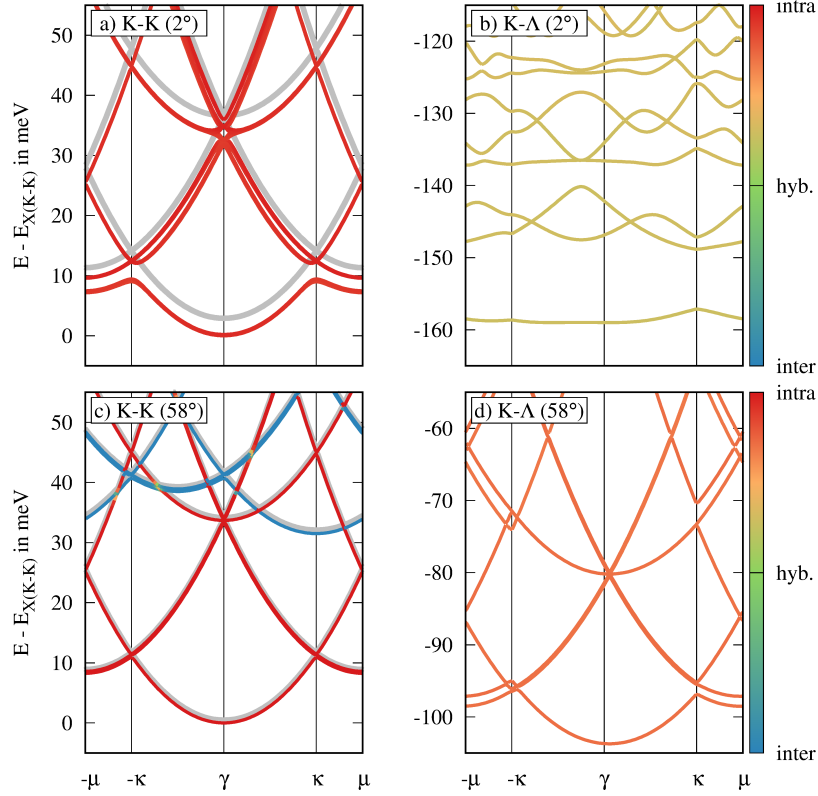 a) K-K (2°)
b) K-Λ (2°)
E - E_X(K-K) in meV
50
40
30
20
10
0
-120
-130
-140
-150
-160
intra
hyb.
inter
c) K-K (58°)
d) K-Λ (58°)
E - E_X(K-K) in meV
50
40
30
20
10
0
-60
-70
-80
-90
-100
intra
hyb.
inter
-μ -κ γ κ μ
-μ -κ γ κ μ